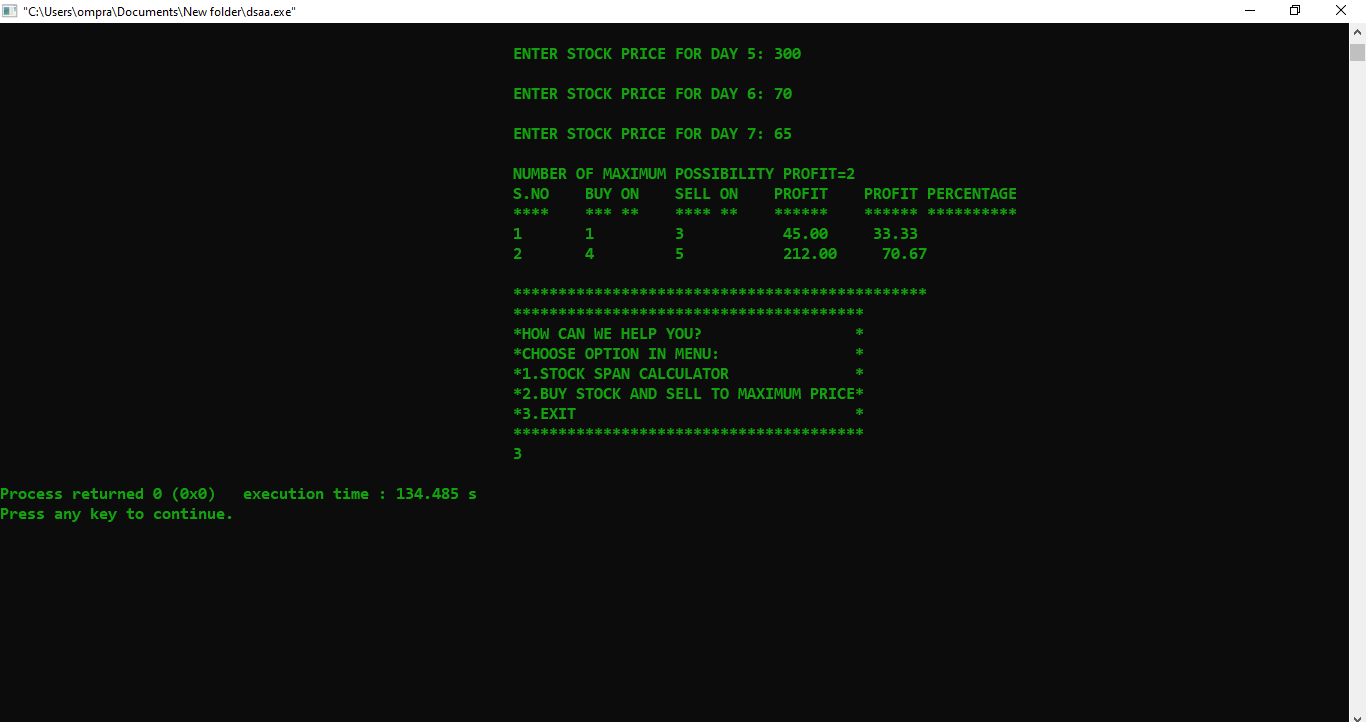 "C:\Users\ompra\Documents\New folder\dsaa.exe"
ENTER STOCK PRICE FOR DAY 5: 300
ENTER STOCK PRICE FOR DAY 6: 70
ENTER STOCK PRICE FOR DAY 7: 65
NUMBER OF MAXIMUM POSSIBILITY PROFIT=2
S.NO    BUY ON    SELL ON    PROFIT    PROFIT PERCENTAGE
****    *** **    **** **    ******    ****** **********
1       1         3           45.00     33.33
2       4         5           212.00     70.67
**********************************************
***************************************
*HOW CAN WE HELP YOU?                 *
*CHOOSE OPTION IN MENU:               *
*1.STOCK SPAN CALCULATOR              *
*2.BUY STOCK AND SELL TO MAXIMUM PRICE*
*3.EXIT                               *
***************************************
3
Process returned 0 (0x0)   execution time : 134.485 s
Press any key to continue.